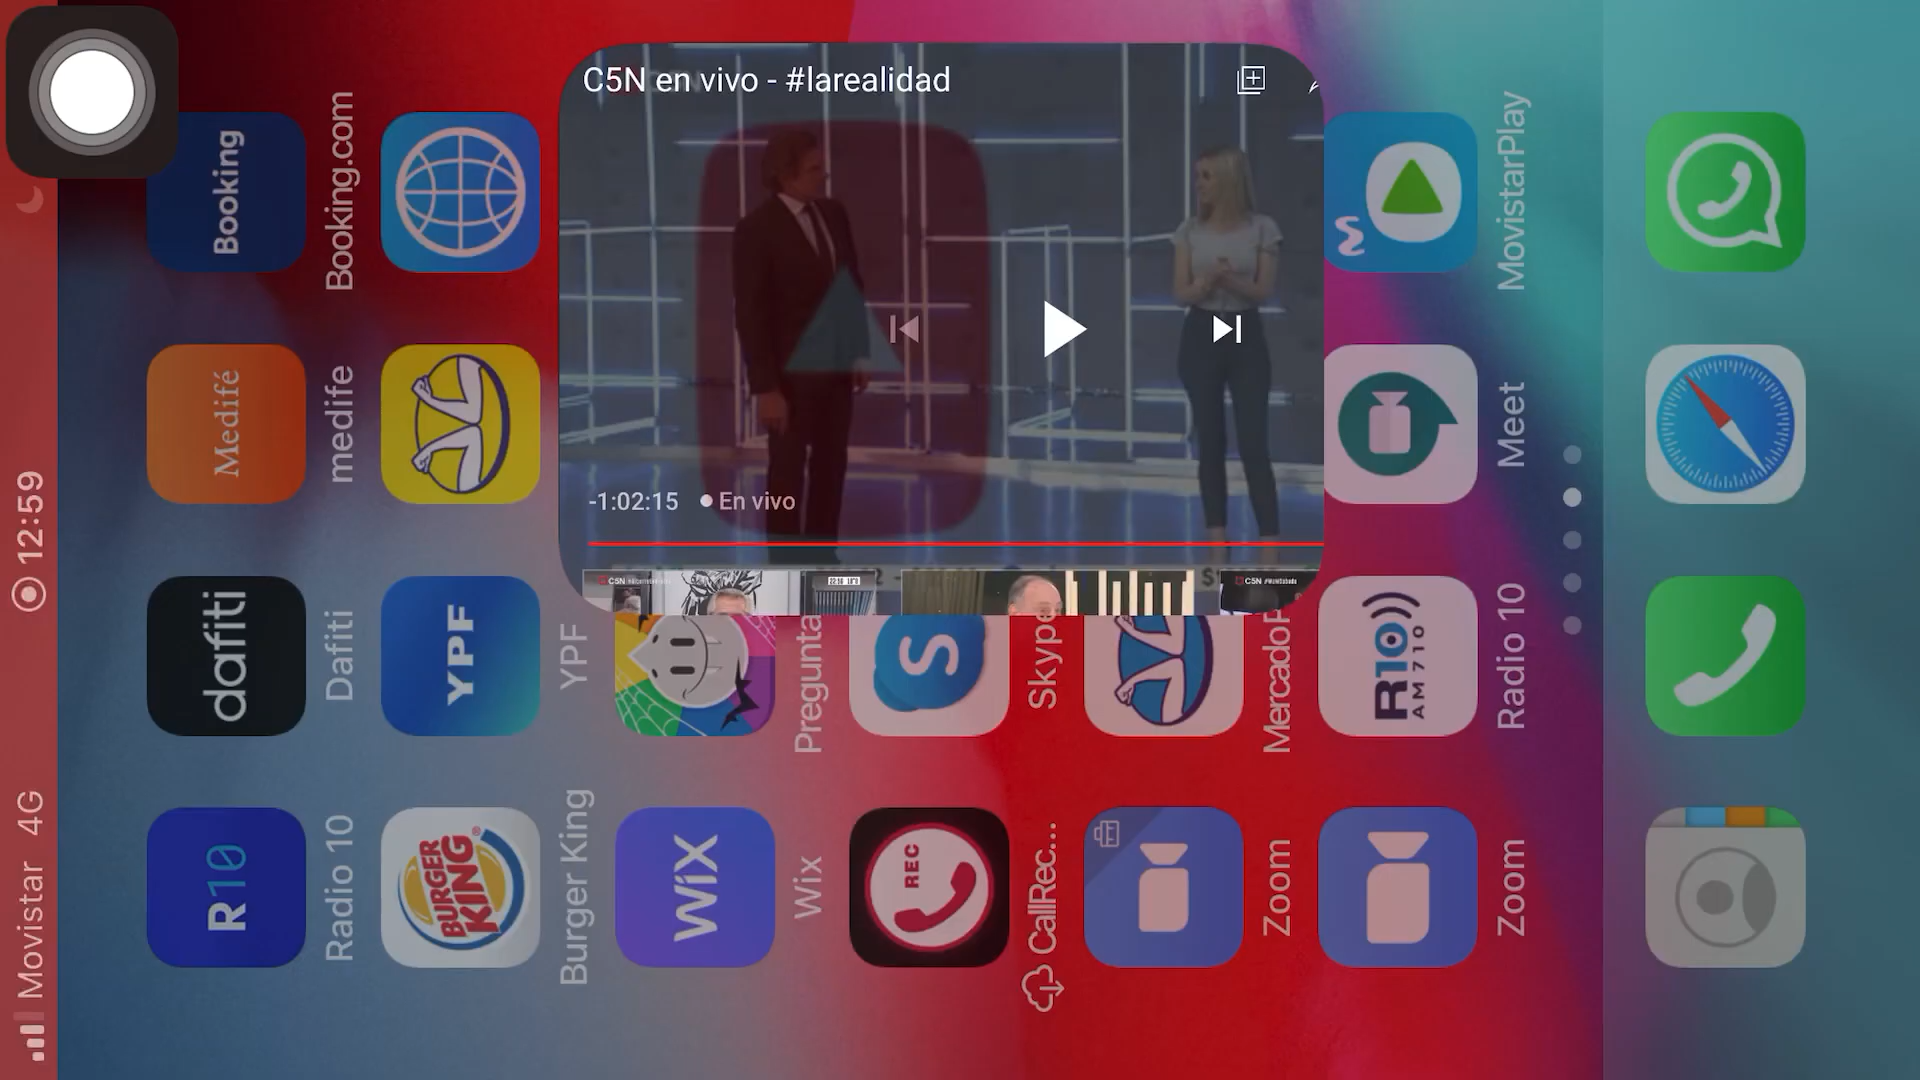 C5N en vivo - #larealidad
-1:02:15
En vivo
Movistar 4G
12:59
Booking
Booking.com
Medifé
medife
dafiti
Dafiti
R10
Radio 10
YPF
YPF
BURGER KING
Burger King
Pregunta
WiX
Wix
Skype
REC
CallRec...
MercadoP
Zoom
MovistarPlay
Meet
R10
AM710
Radio 10
Zoom